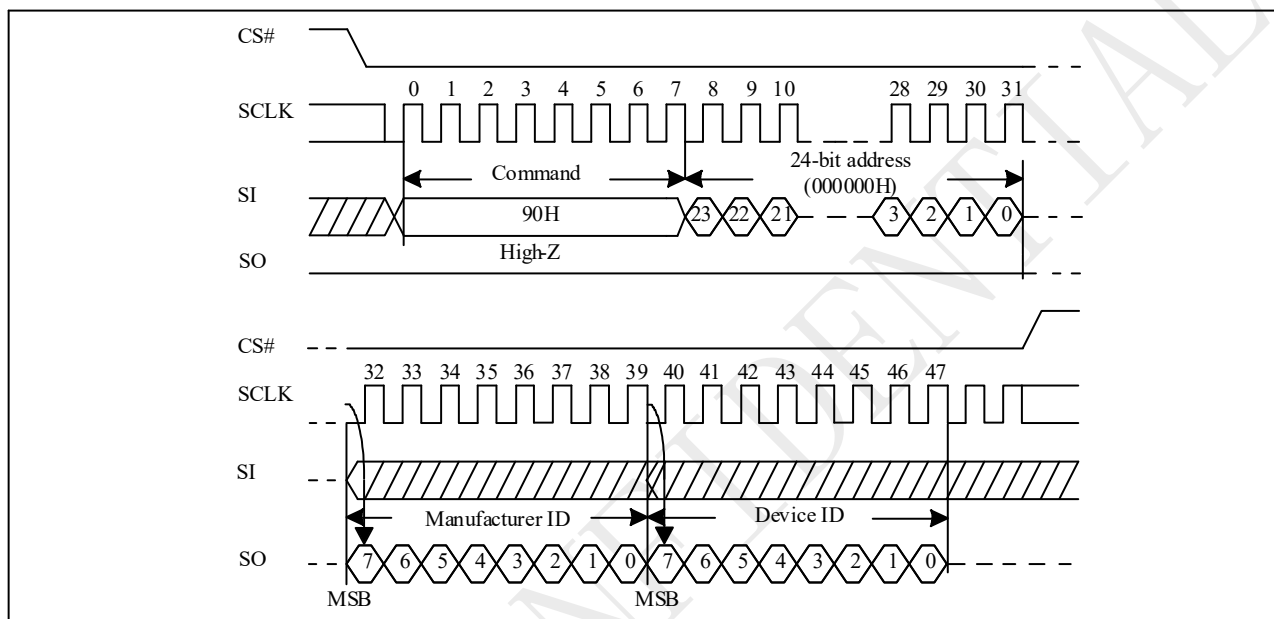 CS#
0 1 2 3 4 5 6 7 8 9 10 28 29 30 31
SCLK
Command 24-bit address
(000000H)
SI
90H 23 22 21 3 2 1 0
High-Z
SO
CS#
32 33 34 35 36 37 38 39 40 41 42 43 44 45 46 47
SCLK
SI
Manufacturer ID Device ID
SO 7 6 5 4 3 2 1 0 7 6 5 4 3 2 1 0
MSB MSB
NFIDENTIAL